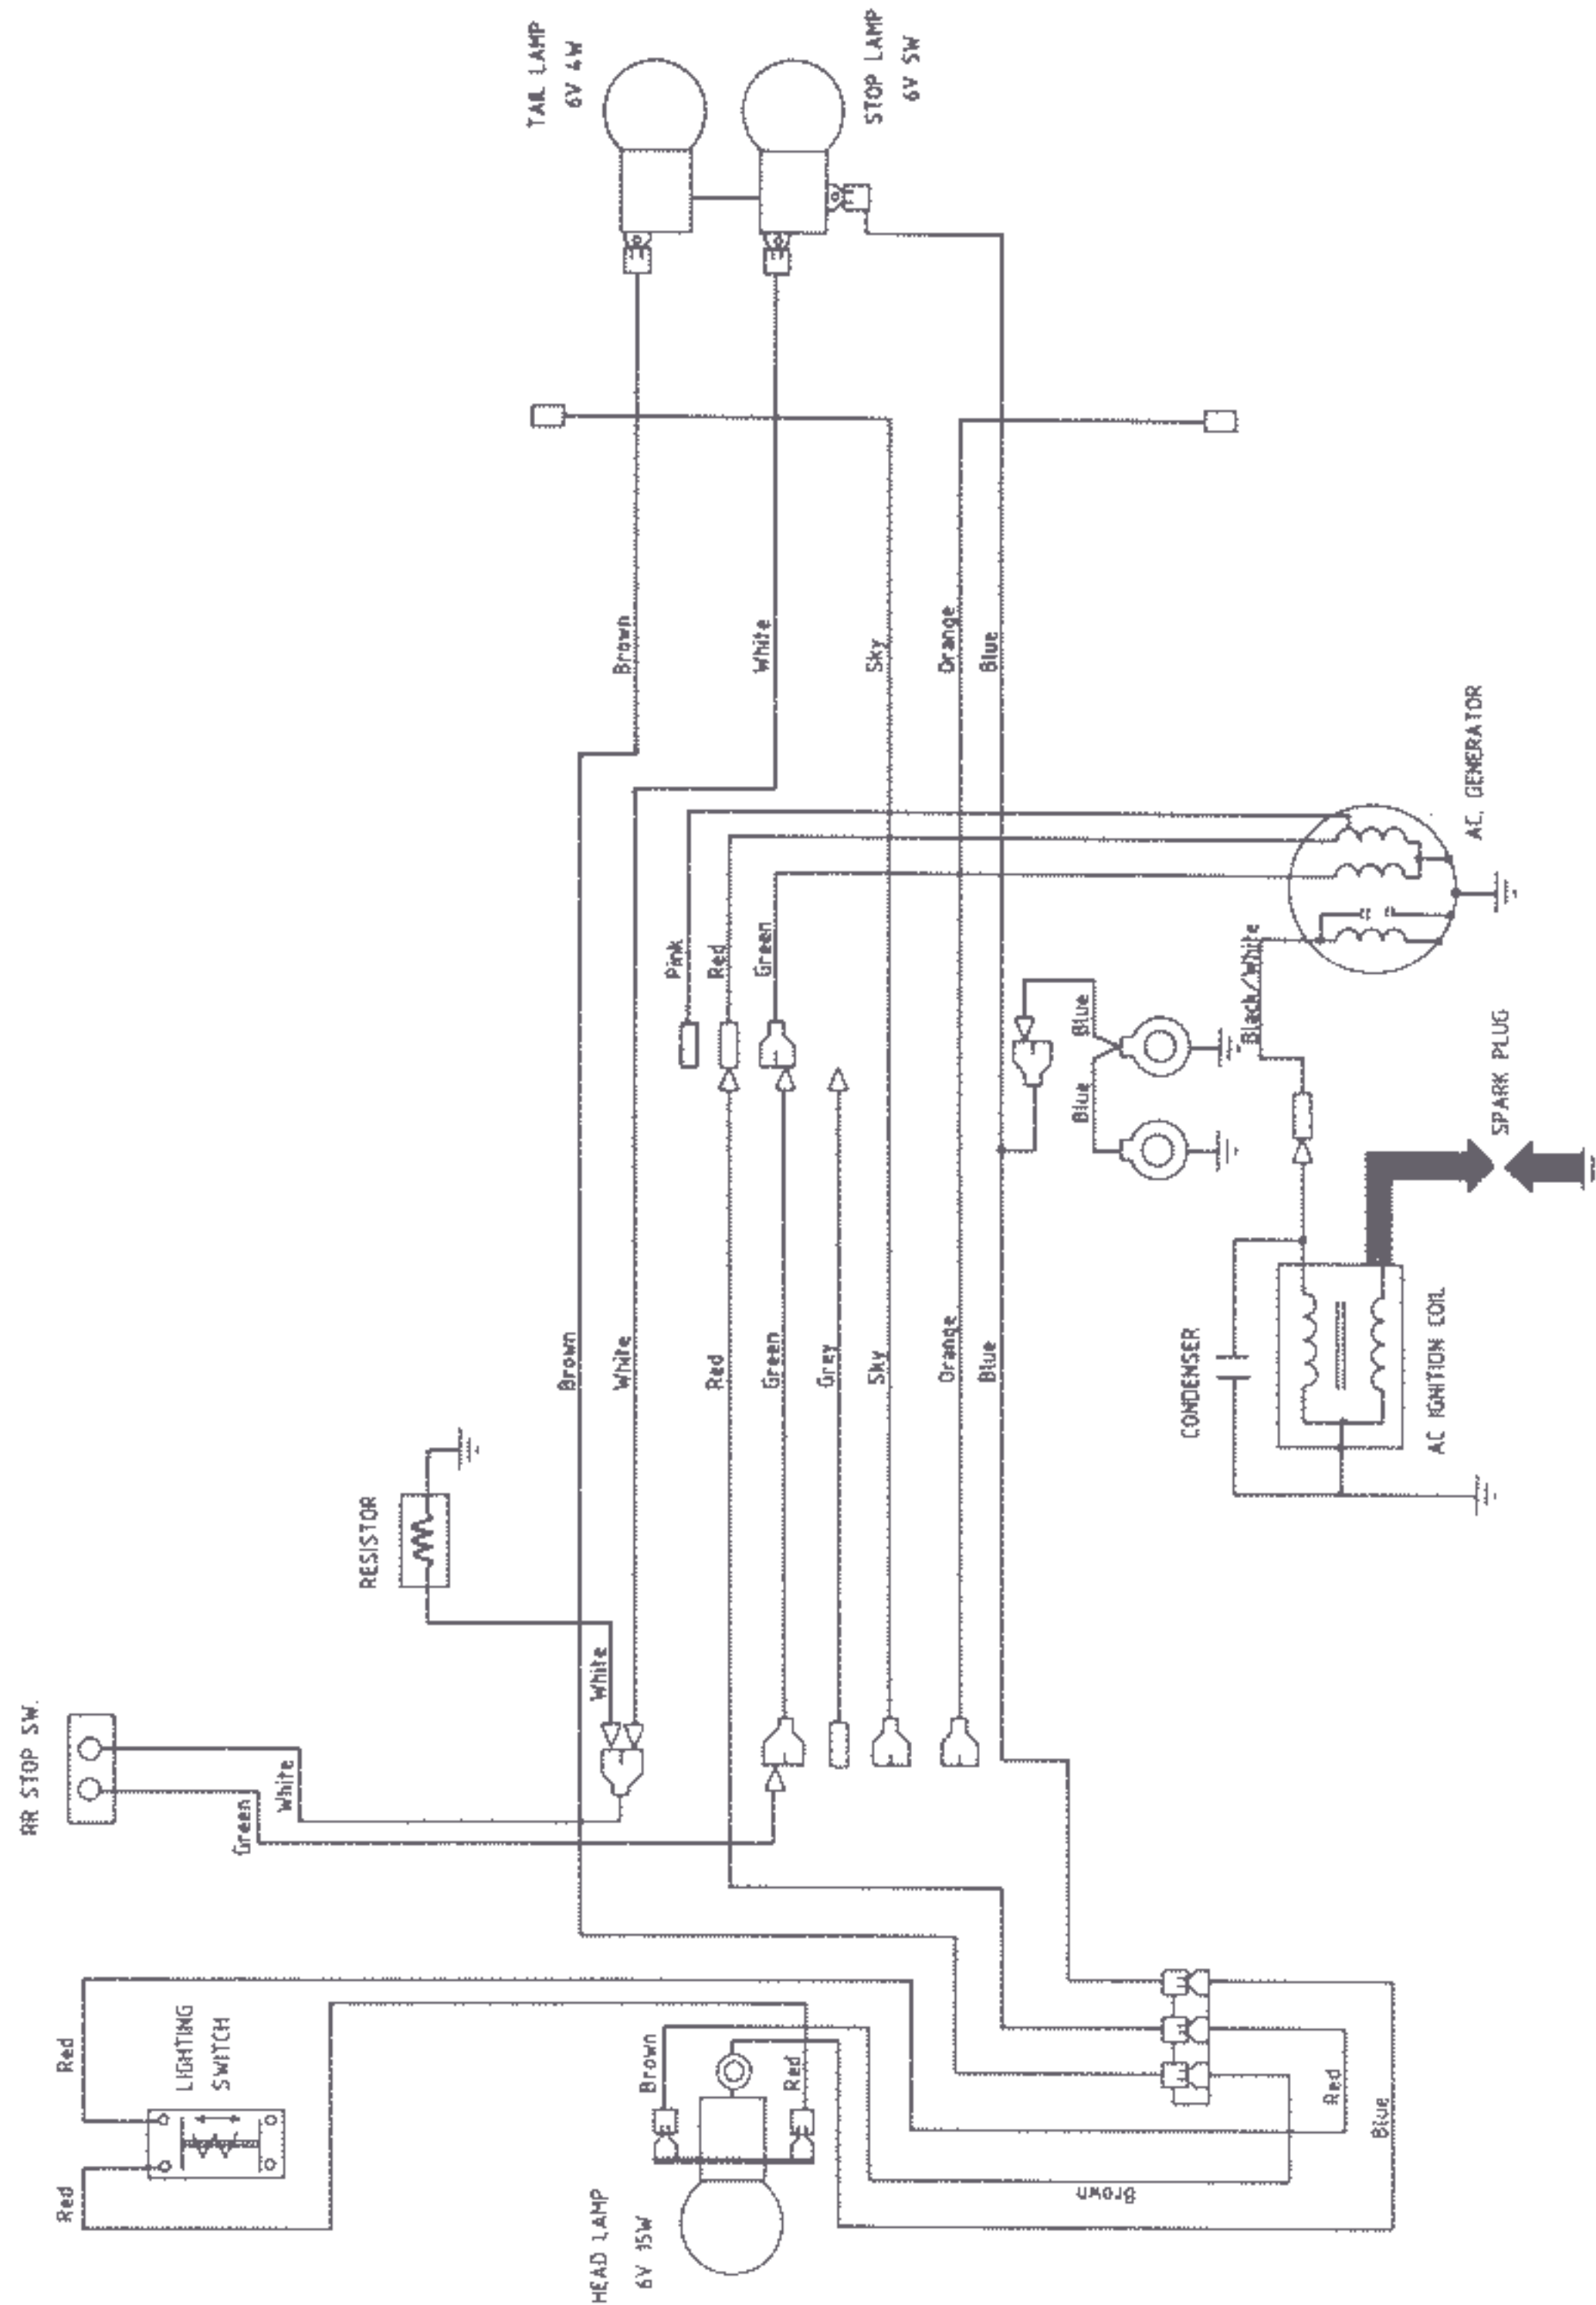 RR STOP SW.
Red
Red
LIGHTING
SWITCH
Green
White
RESISTOR
TAIL LAMP
6V 4W
STOP LAMP
6V 5W
White
Brown
White
Red
Green
Grey
Sky
Orange
Blue
Brown
White
Sky
Orange
Blue
Pink
Red
Green
HEAD LAMP
6V 15W
Brown
Red
Brown
Red
Blue
Blue
Blue
Black/White
CONDENSER
AC IGNITION COIL
SPARK PLUG
AC. GENERATOR